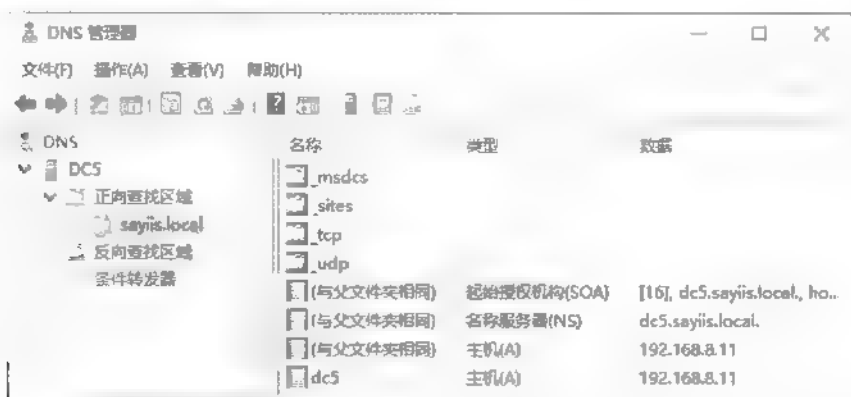 DNS 管理器
文件(F) 操作(A) 查看(V) 帮助(H)
DNS
DC5
正向查找区域
sayiis.local
反向查找区域
条件转发器
名称 类型 数据
_msdcs
_sites
_tcp
_udp
(与父文件夹相同) 起始授权机构(SOA) [16], dc5.sayiis.local., ho...
(与父文件夹相同) 名称服务器(NS) dc5.sayiis.local.
(与父文件夹相同) 主机(A) 192.168.8.11
dc5 主机(A) 192.168.8.11